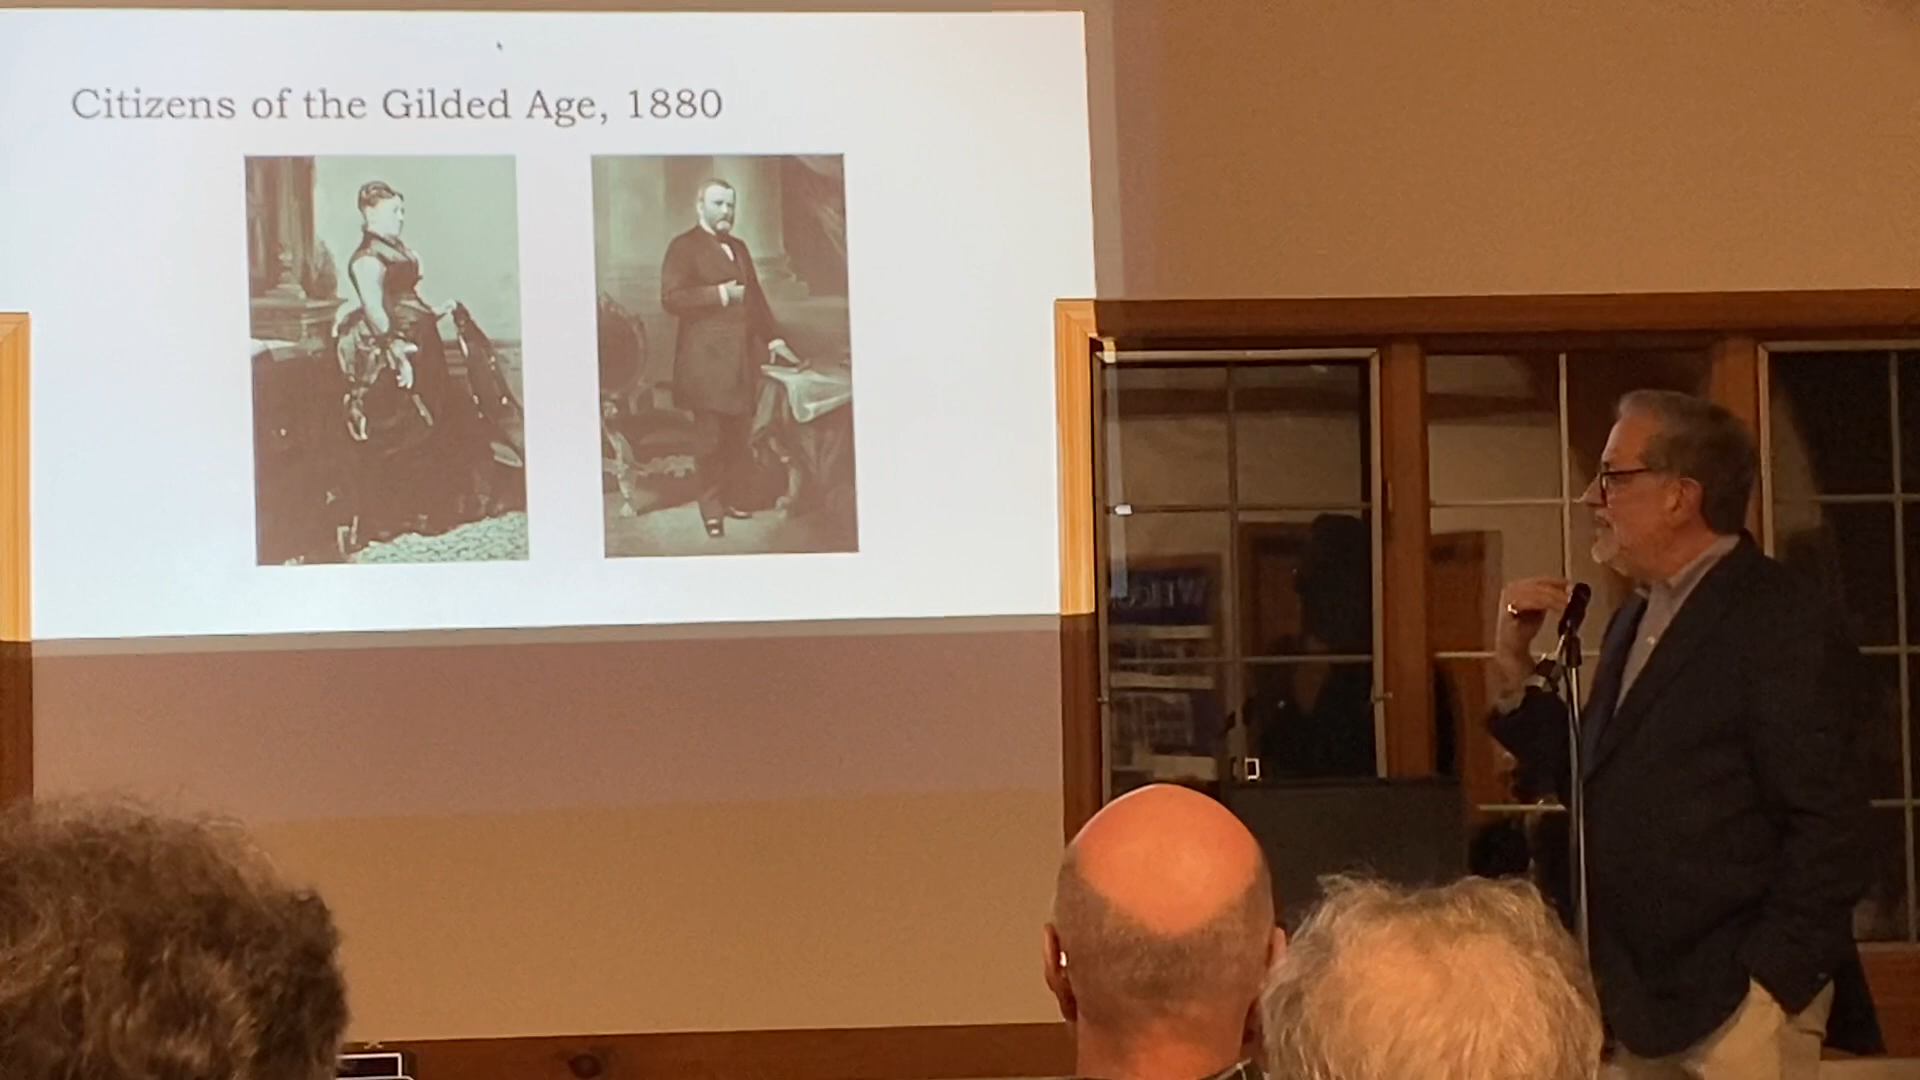 Citizens of the Gilded Age, 1880